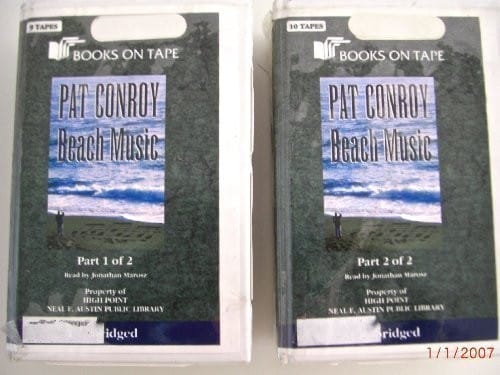 9 TAPES
BOOKS ON TAPE
PAT CONROY
Beach Music
Part 1 of 2
Read by Jonathan Marosz
Property of
HIGH POINT
NEAL F. AUSTIN PUBLIC LIBRARY
bridged
10 TAPES
BOOKS ON TAPE
PAT CONROY
Beach Music
Part 2 of 2
Read by Jonathan Marosz
Property of
HIGH POINT
NEAL F. AUSTIN PUBLIC LIBRARY
bridged
1/1/2007